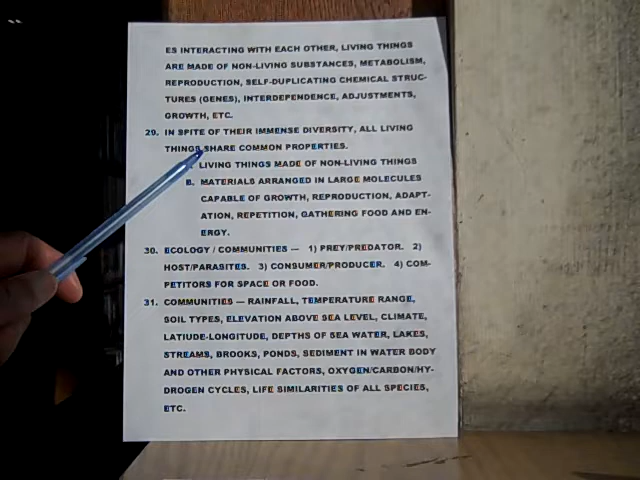 ES INTERACTING WITH EACH OTHER, LIVING THINGS
ARE MADE OF NON-LIVING SUBSTANCES, METABOLISM,
REPRODUCTION, SELF-DUPLICATING CHEMICAL STRUC-
TURES (GENES), INTERDEPENDENCE, ADJUSTMENTS,
GROWTH, ETC.
29. IN SPITE OF THEIR IMMENSE DIVERSITY, ALL LIVING
THINGS SHARE COMMON PROPERTIES.
LIVING THINGS MADE OF NON-LIVING THINGS
B. MATERIALS ARRANGED IN LARGE MOLECULES
CAPABLE OF GROWTH, REPRODUCTION, ADAPT-
ATION, REPETITION, GATHERING FOOD AND EN-
ERGY.
30. ECOLOGY / COMMUNITIES — 1) PREY/PREDATOR. 2)
HOST/PARASITES. 3) CONSUMER/PRODUCER. 4) COM-
PETITORS FOR SPACE OR FOOD.
31. COMMUNITIES — RAINFALL, TEMPERATURE RANGE,
SOIL TYPES, ELEVATION ABOVE SEA LEVEL, CLIMATE,
LATIUDE-LONGITUDE, DEPTHS OF SEA WATER, LAKES,
STREAMS, BROOKS, PONDS, SEDIMENT IN WATER BODY
AND OTHER PHYSICAL FACTORS, OXYGEN/CARBON/HY-
DROGEN CYCLES, LIFE SIMILARITIES OF ALL SPECIES,
ETC.